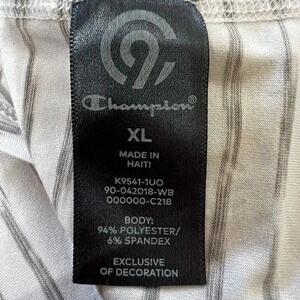 C9
Champion®
XL
MADE IN
HAITI
K9541-1UO
90-042018-WB
000000-C218
BODY:
94% POLYESTER/
6% SPANDEX
EXCLUSIVE
OF DECORATION